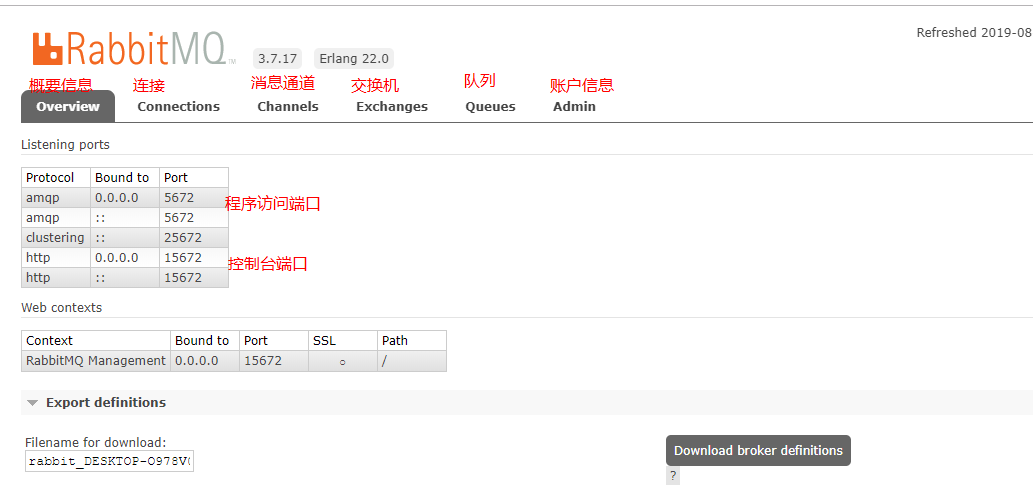 Refreshed 2019-08
RabbitMQ TM 3.7.17 Erlang 22.0
概要信息 连接 消息通道 交换机 队列 账户信息
Overview Connections Channels Exchanges Queues Admin
Listening ports
Protocol Bound to Port
amqp 0.0.0.0 5672 程序访问端口
amqp :: 5672
clustering :: 25672
http 0.0.0.0 15672 控制台端口
http :: 15672
Web contexts
Context Bound to Port SSL Path
RabbitMQ Management 0.0.0.0 15672 ○ /
Export definitions
Filename for download:
rabbit_DESKTOP-O978V
Download broker definitions
?